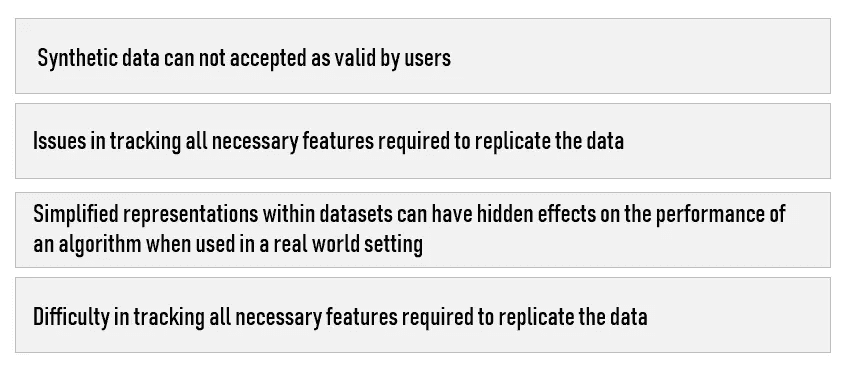 Synthetic data can not accepted as valid by users
Issues in tracking all necessary features required to replicate the data
Simplified representations within datasets can have hidden effects on the performance of
an algorithm when used in a real world setting
Difficulty in tracking all necessary features required to replicate the data